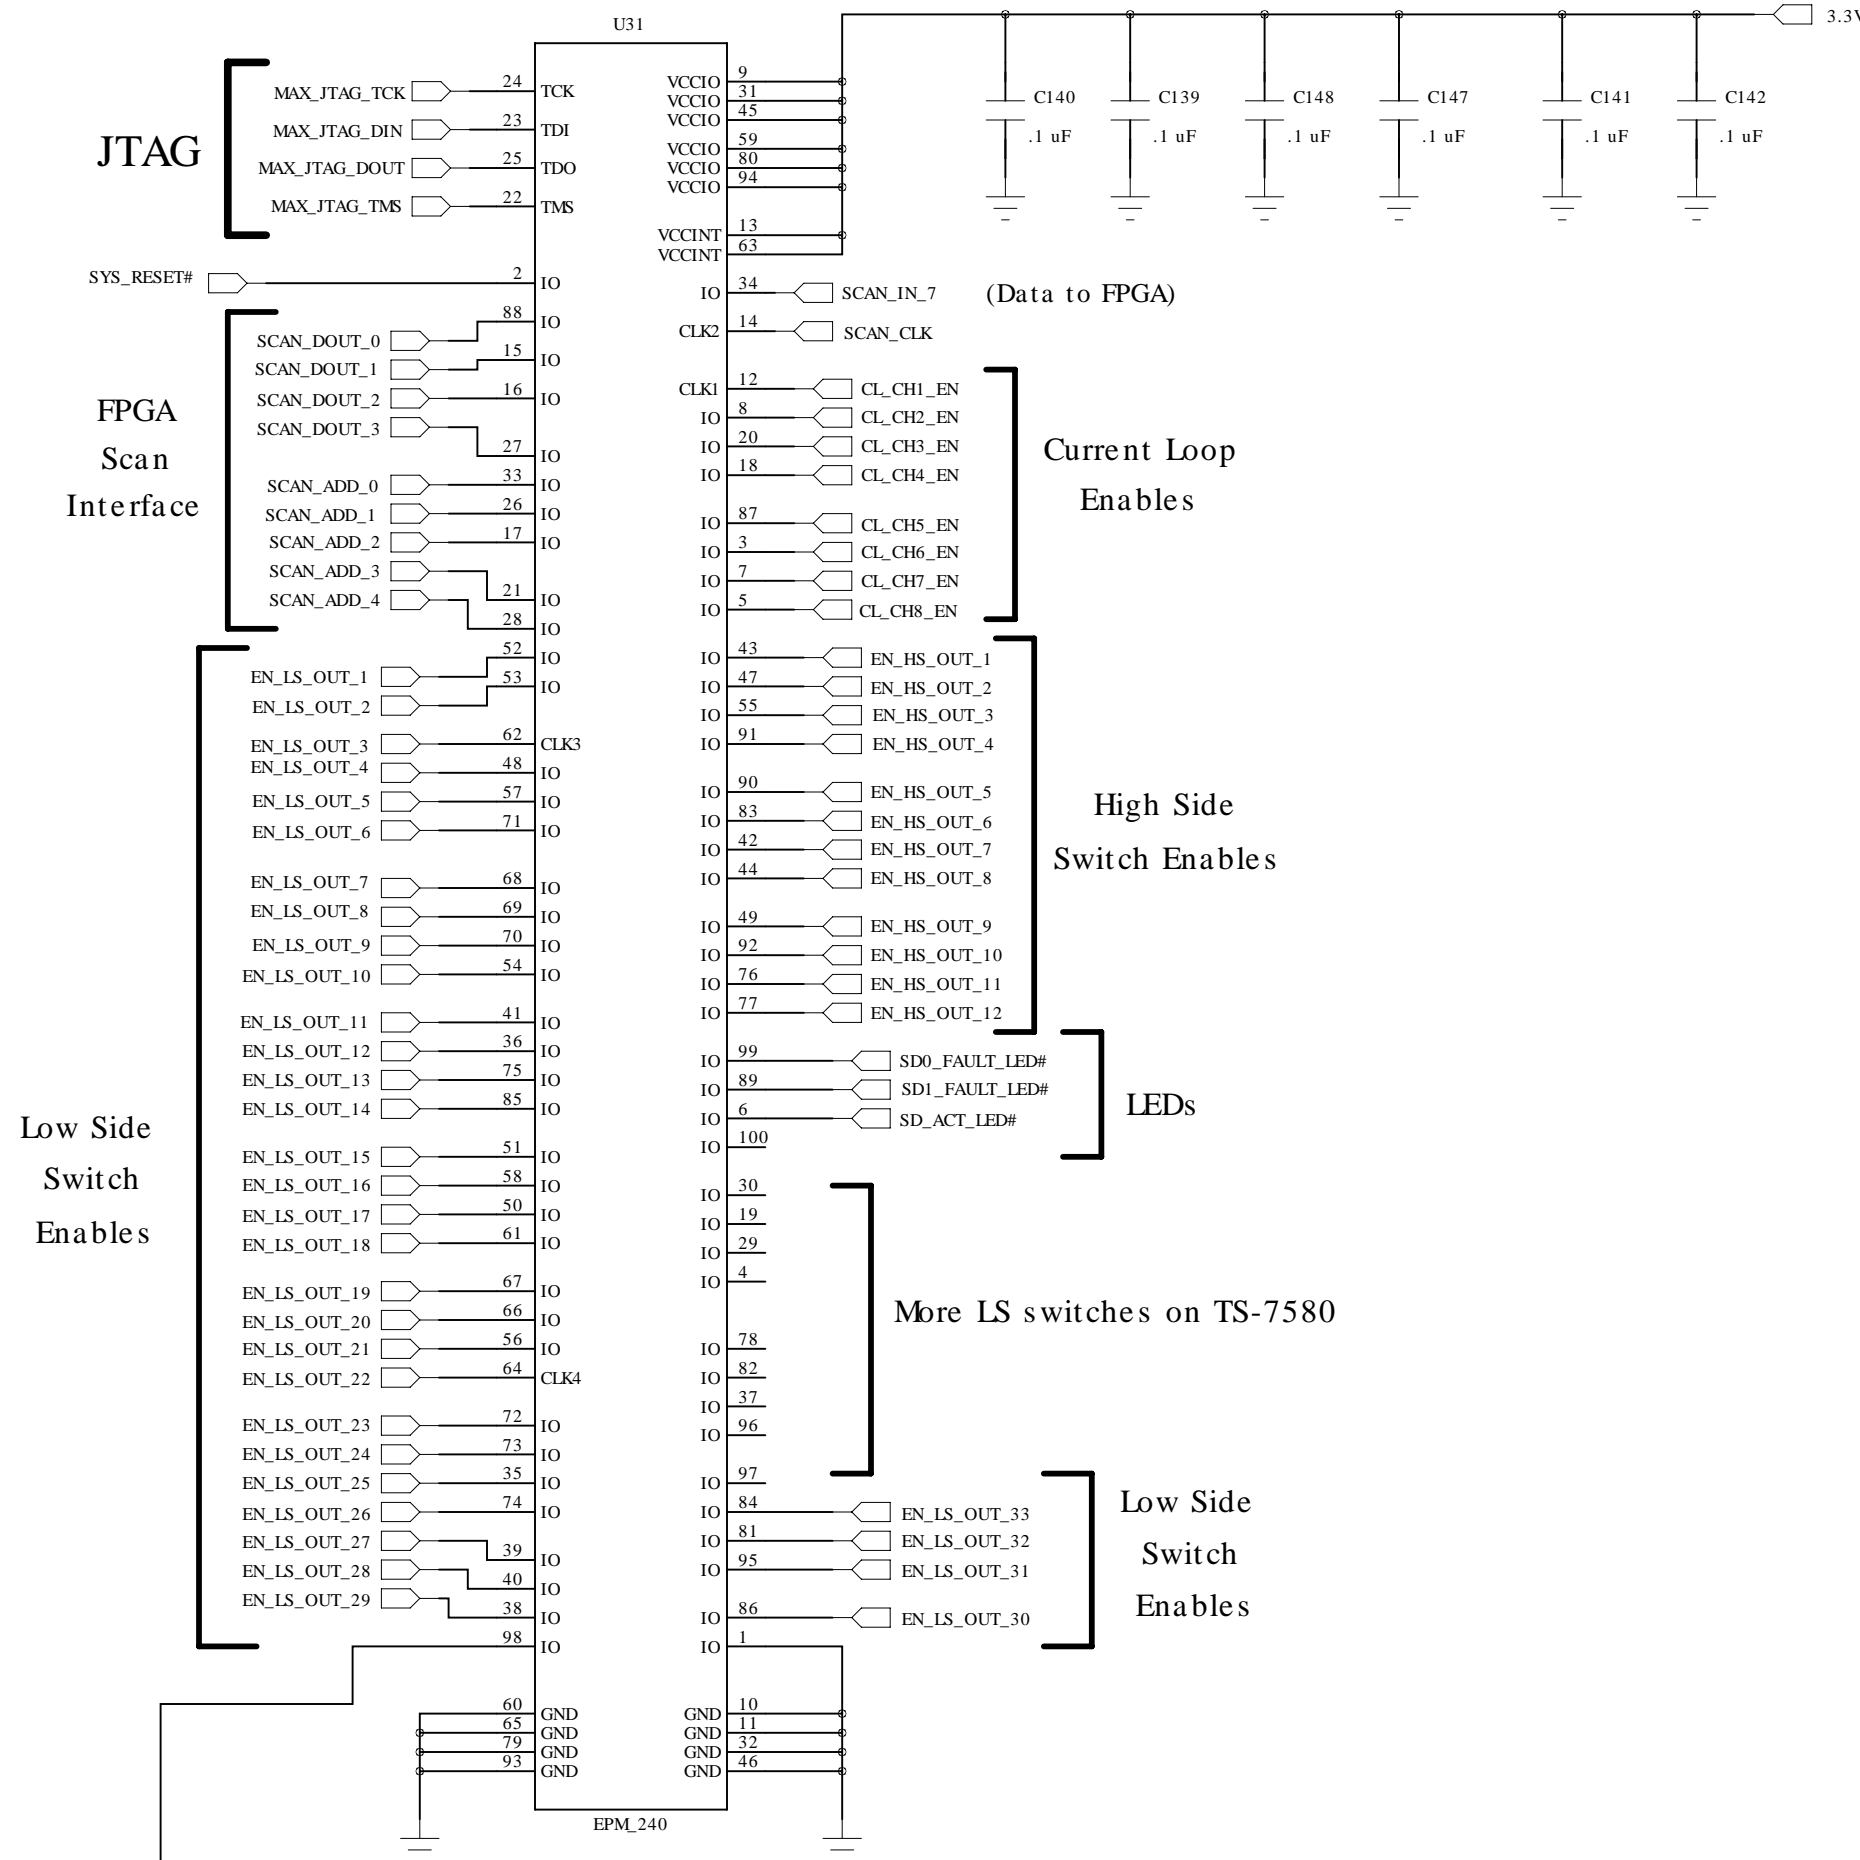 U31
3.3V
JTAG
MAX_JTAG_TCK 24 TCK
MAX_JTAG_DIN 23 TDI
MAX_JTAG_DOUT 25 TDO
MAX_JTAG_TMS 22 TMS
SYS_RESET# 2 IO
FPGA
Scan
Interface
SCAN_DOUT_0 88 IO
SCAN_DOUT_1 15 IO
SCAN_DOUT_2 16 IO
SCAN_DOUT_3 27 IO
SCAN_ADD_0 33 IO
SCAN_ADD_1 26 IO
SCAN_ADD_2 17 IO
SCAN_ADD_3 21 IO
SCAN_ADD_4 28 IO
Low Side
Switch
Enables
EN_LS_OUT_1 52 IO
EN_LS_OUT_2 53 IO
EN_LS_OUT_3 62 CLK3
EN_LS_OUT_4 48 IO
EN_LS_OUT_5 57 IO
EN_LS_OUT_6 71 IO
EN_LS_OUT_7 68 IO
EN_LS_OUT_8 69 IO
EN_LS_OUT_9 70 IO
EN_LS_OUT_10 54 IO
EN_LS_OUT_11 41 IO
EN_LS_OUT_12 36 IO
EN_LS_OUT_13 75 IO
EN_LS_OUT_14 85 IO
EN_LS_OUT_15 51 IO
EN_LS_OUT_16 58 IO
EN_LS_OUT_17 50 IO
EN_LS_OUT_18 61 IO
EN_LS_OUT_19 67 IO
EN_LS_OUT_20 66 IO
EN_LS_OUT_21 56 IO
EN_LS_OUT_22 64 CLK4
EN_LS_OUT_23 72 IO
EN_LS_OUT_24 73 IO
EN_LS_OUT_25 35 IO
EN_LS_OUT_26 74 IO
EN_LS_OUT_27 39 IO
EN_LS_OUT_28 40 IO
EN_LS_OUT_29 38 IO
98 IO
60 GND
65 GND
79 GND
93 GND
VCCIO 9
VCCIO 31
VCCIO 45
VCCIO 59
VCCIO 80
VCCIO 94
VCCINT 13
VCCINT 63
C140 .1 uF
C139 .1 uF
C148 .1 uF
C147 .1 uF
C141 .1 uF
C142 .1 uF
IO 34 SCAN_IN_7 (Data to FPGA)
CLK2 14 SCAN_CLK
CLK1 12 CL_CH1_EN
IO 8 CL_CH2_EN
IO 20 CL_CH3_EN
IO 18 CL_CH4_EN
IO 87 CL_CH5_EN
IO 3 CL_CH6_EN
IO 7 CL_CH7_EN
IO 5 CL_CH8_EN
Current Loop
Enables
IO 43 EN_HS_OUT_1
IO 47 EN_HS_OUT_2
IO 55 EN_HS_OUT_3
IO 91 EN_HS_OUT_4
IO 90 EN_HS_OUT_5
IO 83 EN_HS_OUT_6
IO 42 EN_HS_OUT_7
IO 44 EN_HS_OUT_8
IO 49 EN_HS_OUT_9
IO 92 EN_HS_OUT_10
IO 76 EN_HS_OUT_11
IO 77 EN_HS_OUT_12
High Side
Switch Enables
IO 99 SD0_FAULT_LED#
IO 89 SD1_FAULT_LED#
IO 6 SD_ACT_LED#
IO 100
LEDs
IO 30
IO 19
IO 29
IO 4
IO 78
IO 82
IO 37
IO 96
More LS switches on TS-7580
IO 97
IO 84 EN_LS_OUT_33
IO 81 EN_LS_OUT_32
IO 95 EN_LS_OUT_31
IO 86 EN_LS_OUT_30
IO 1
Low Side
Switch
Enables
GND 10
GND 11
GND 32
GND 46
EPM_240